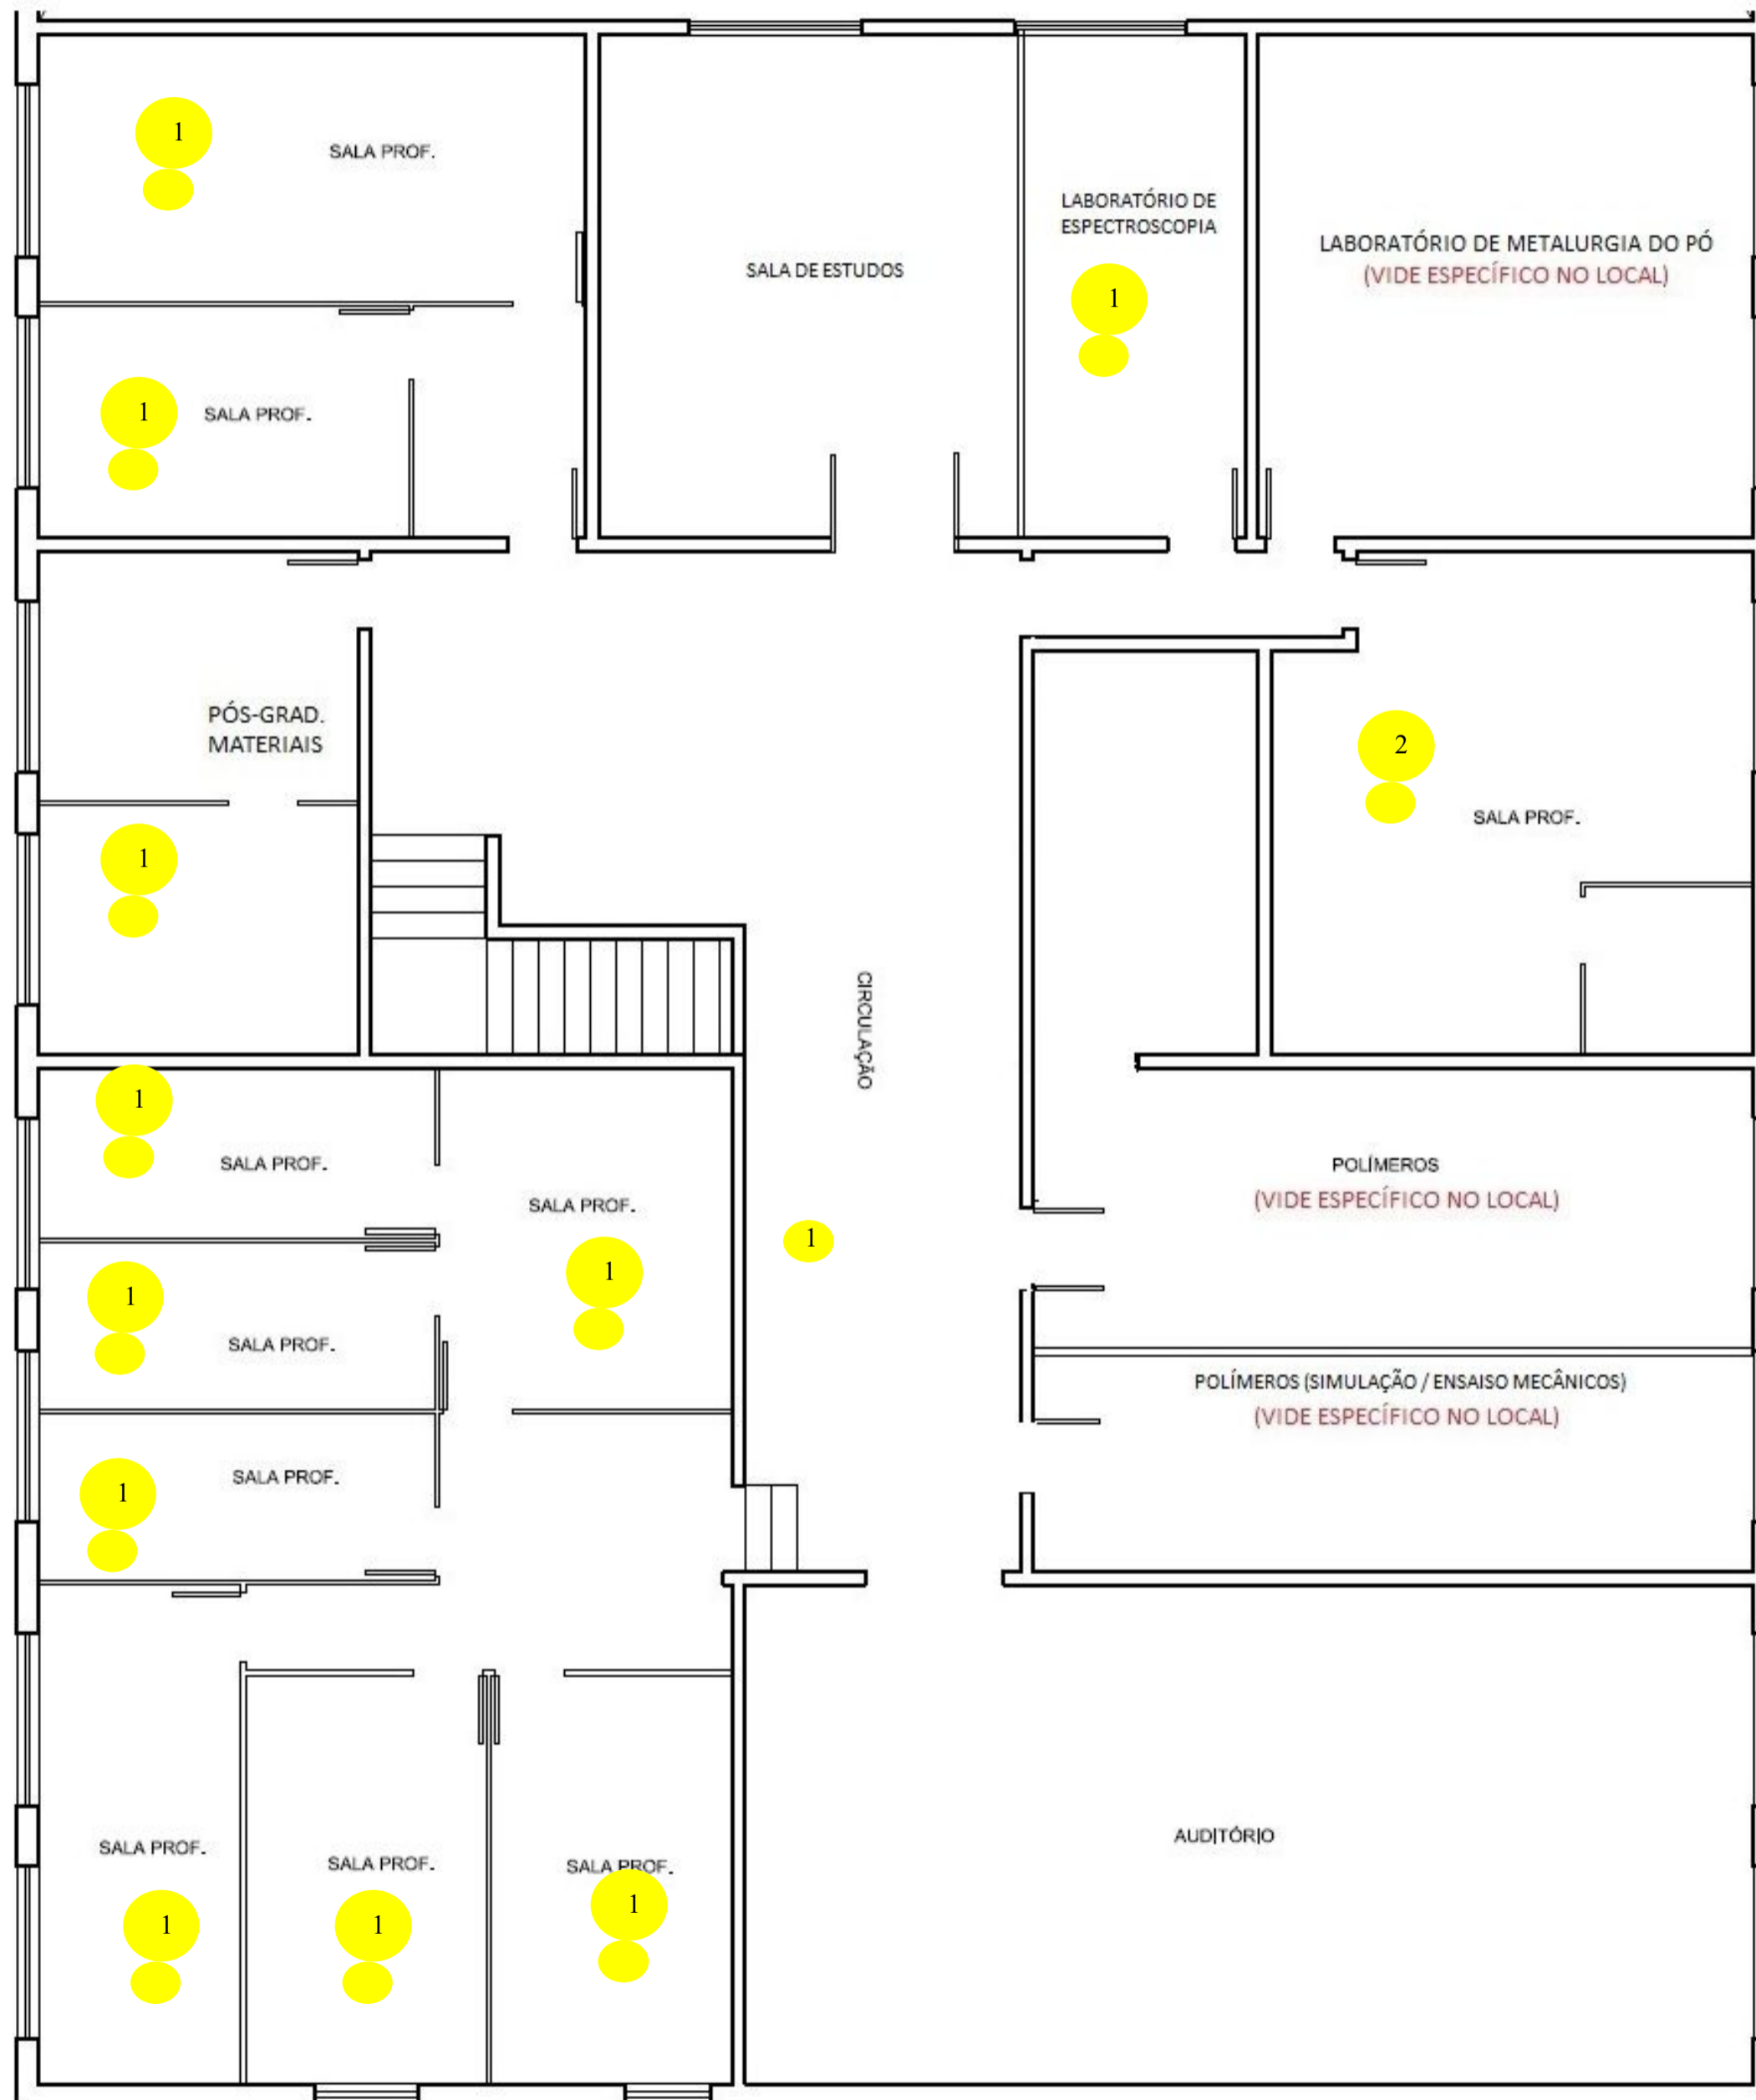 1
SALA PROF.
LABORATÓRIO DE
ESPECTROSCOPIA
1
LABORATÓRIO DE METALURGIA DO PÓ
(VIDE ESPECÍFICO NO LOCAL)
SALA DE ESTUDOS
1
SALA PROF.
PÓS-GRAD.
MATERIAIS
2
SALA PROF.
1
CIRCULAÇÃO
1
SALA PROF.
SALA PROF.
1
POLÍMEROS
(VIDE ESPECÍFICO NO LOCAL)
1
1
SALA PROF.
POLÍMEROS (SIMULAÇÃO / ENSAISO MECÂNICOS)
(VIDE ESPECÍFICO NO LOCAL)
SALA PROF.
1
SALA PROF.
1
SALA PROF.
1
SALA PROF.
1
AUDITÓRIO